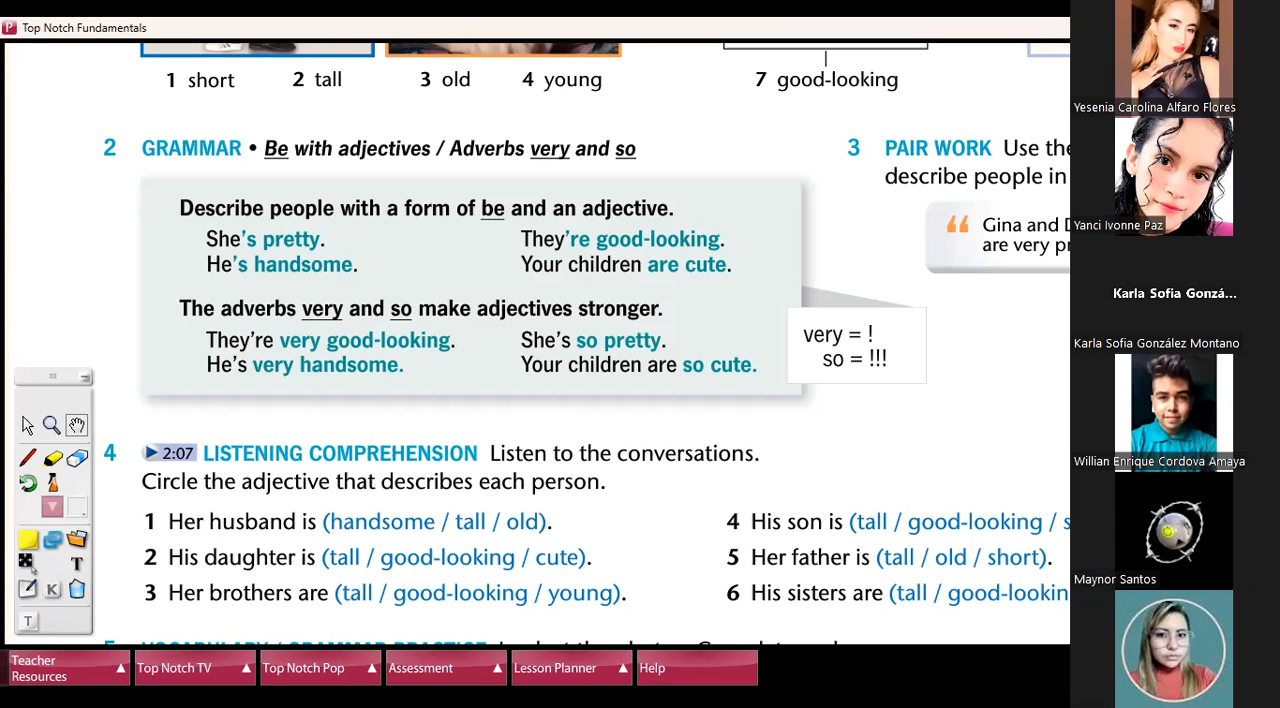 Top Notch Fundamentals
1 short 2 tall 3 old 4 young 7 good-looking
2 GRAMMAR • Be with adjectives / Adverbs very and so
Describe people with a form of be and an adjective.
She's pretty. They're good-looking.
He's handsome. Your children are cute.
The adverbs very and so make adjectives stronger.
They're very good-looking. She's so pretty.
He's very handsome. Your children are so cute.
very = !
so = !!!
3 PAIR WORK Use the
describe people in
“ Gina and D
are very pr
4 2:07 LISTENING COMPREHENSION Listen to the conversations.
Circle the adjective that describes each person.
1 Her husband is (handsome / tall / old).
2 His daughter is (tall / good-looking / cute).
3 Her brothers are (tall / good-looking / young).
4 His son is (tall / good-looking / s
5 Her father is (tall / old / short).
6 His sisters are (tall / good-lookin
Teacher Resources
Top Notch TV
Top Notch Pop
Assessment
Lesson Planner
Help
Yesenia Carolina Alfaro Flores
Yanci Ivonne Paz
Karla Sofia Gonzá...
Karla Sofia González Montano
Willian Enrique Cordova Amaya
Maynor Santos